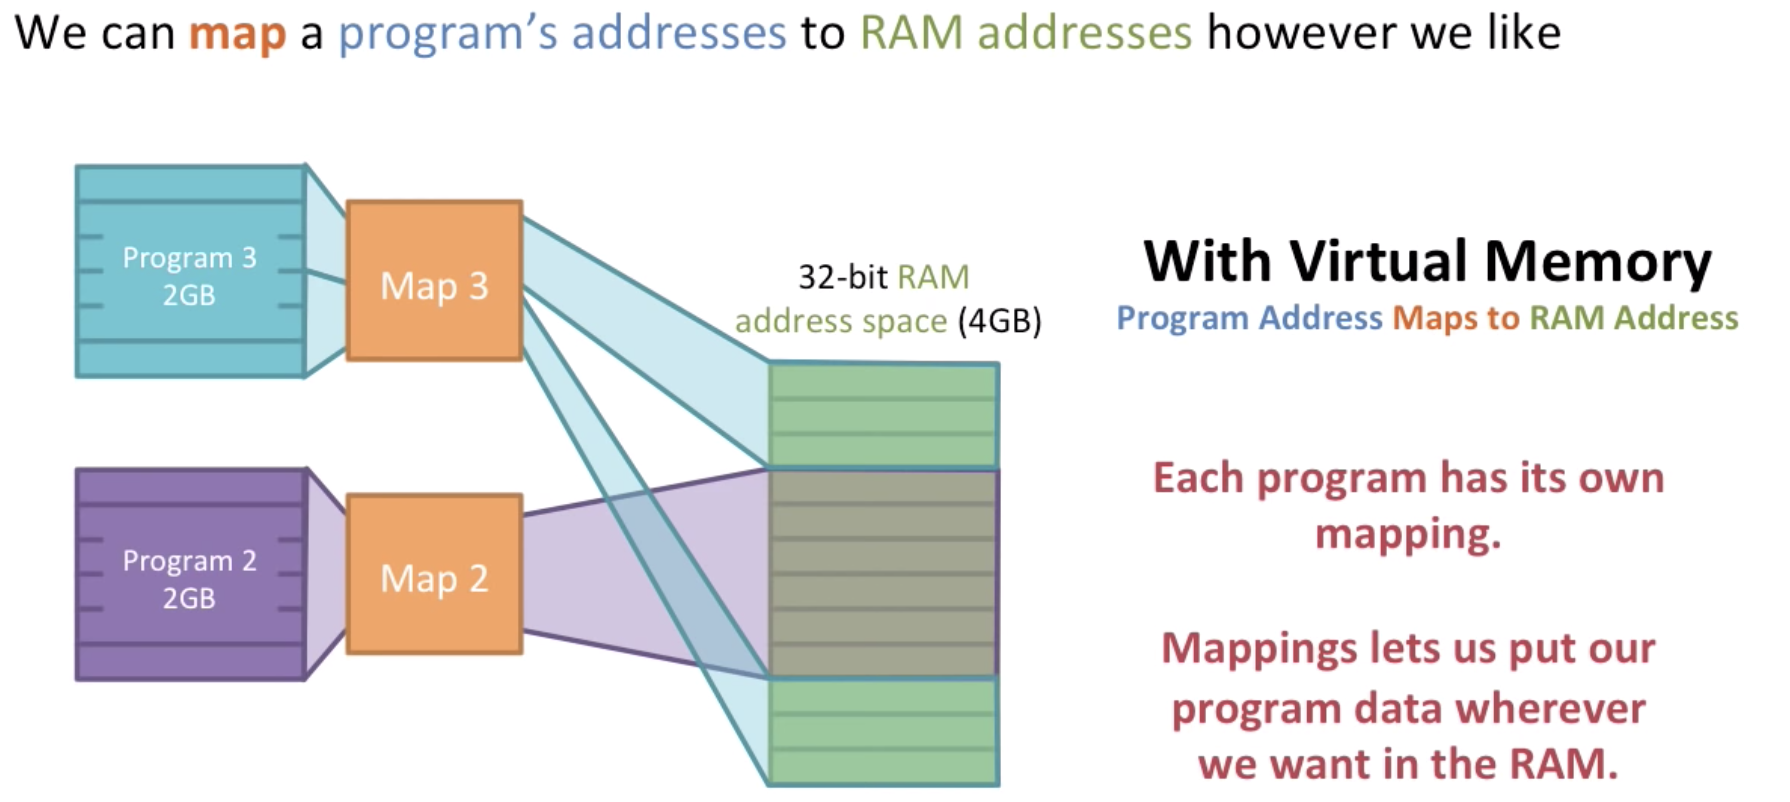 We can map a program’s addresses to RAM addresses however we like
Program 3
2GB
Map 3
Program 2
2GB
Map 2
32-bit RAM
address space (4GB)
With Virtual Memory
Program Address Maps to RAM Address
Each program has its own
mapping.
Mappings lets us put our
program data wherever
we want in the RAM.